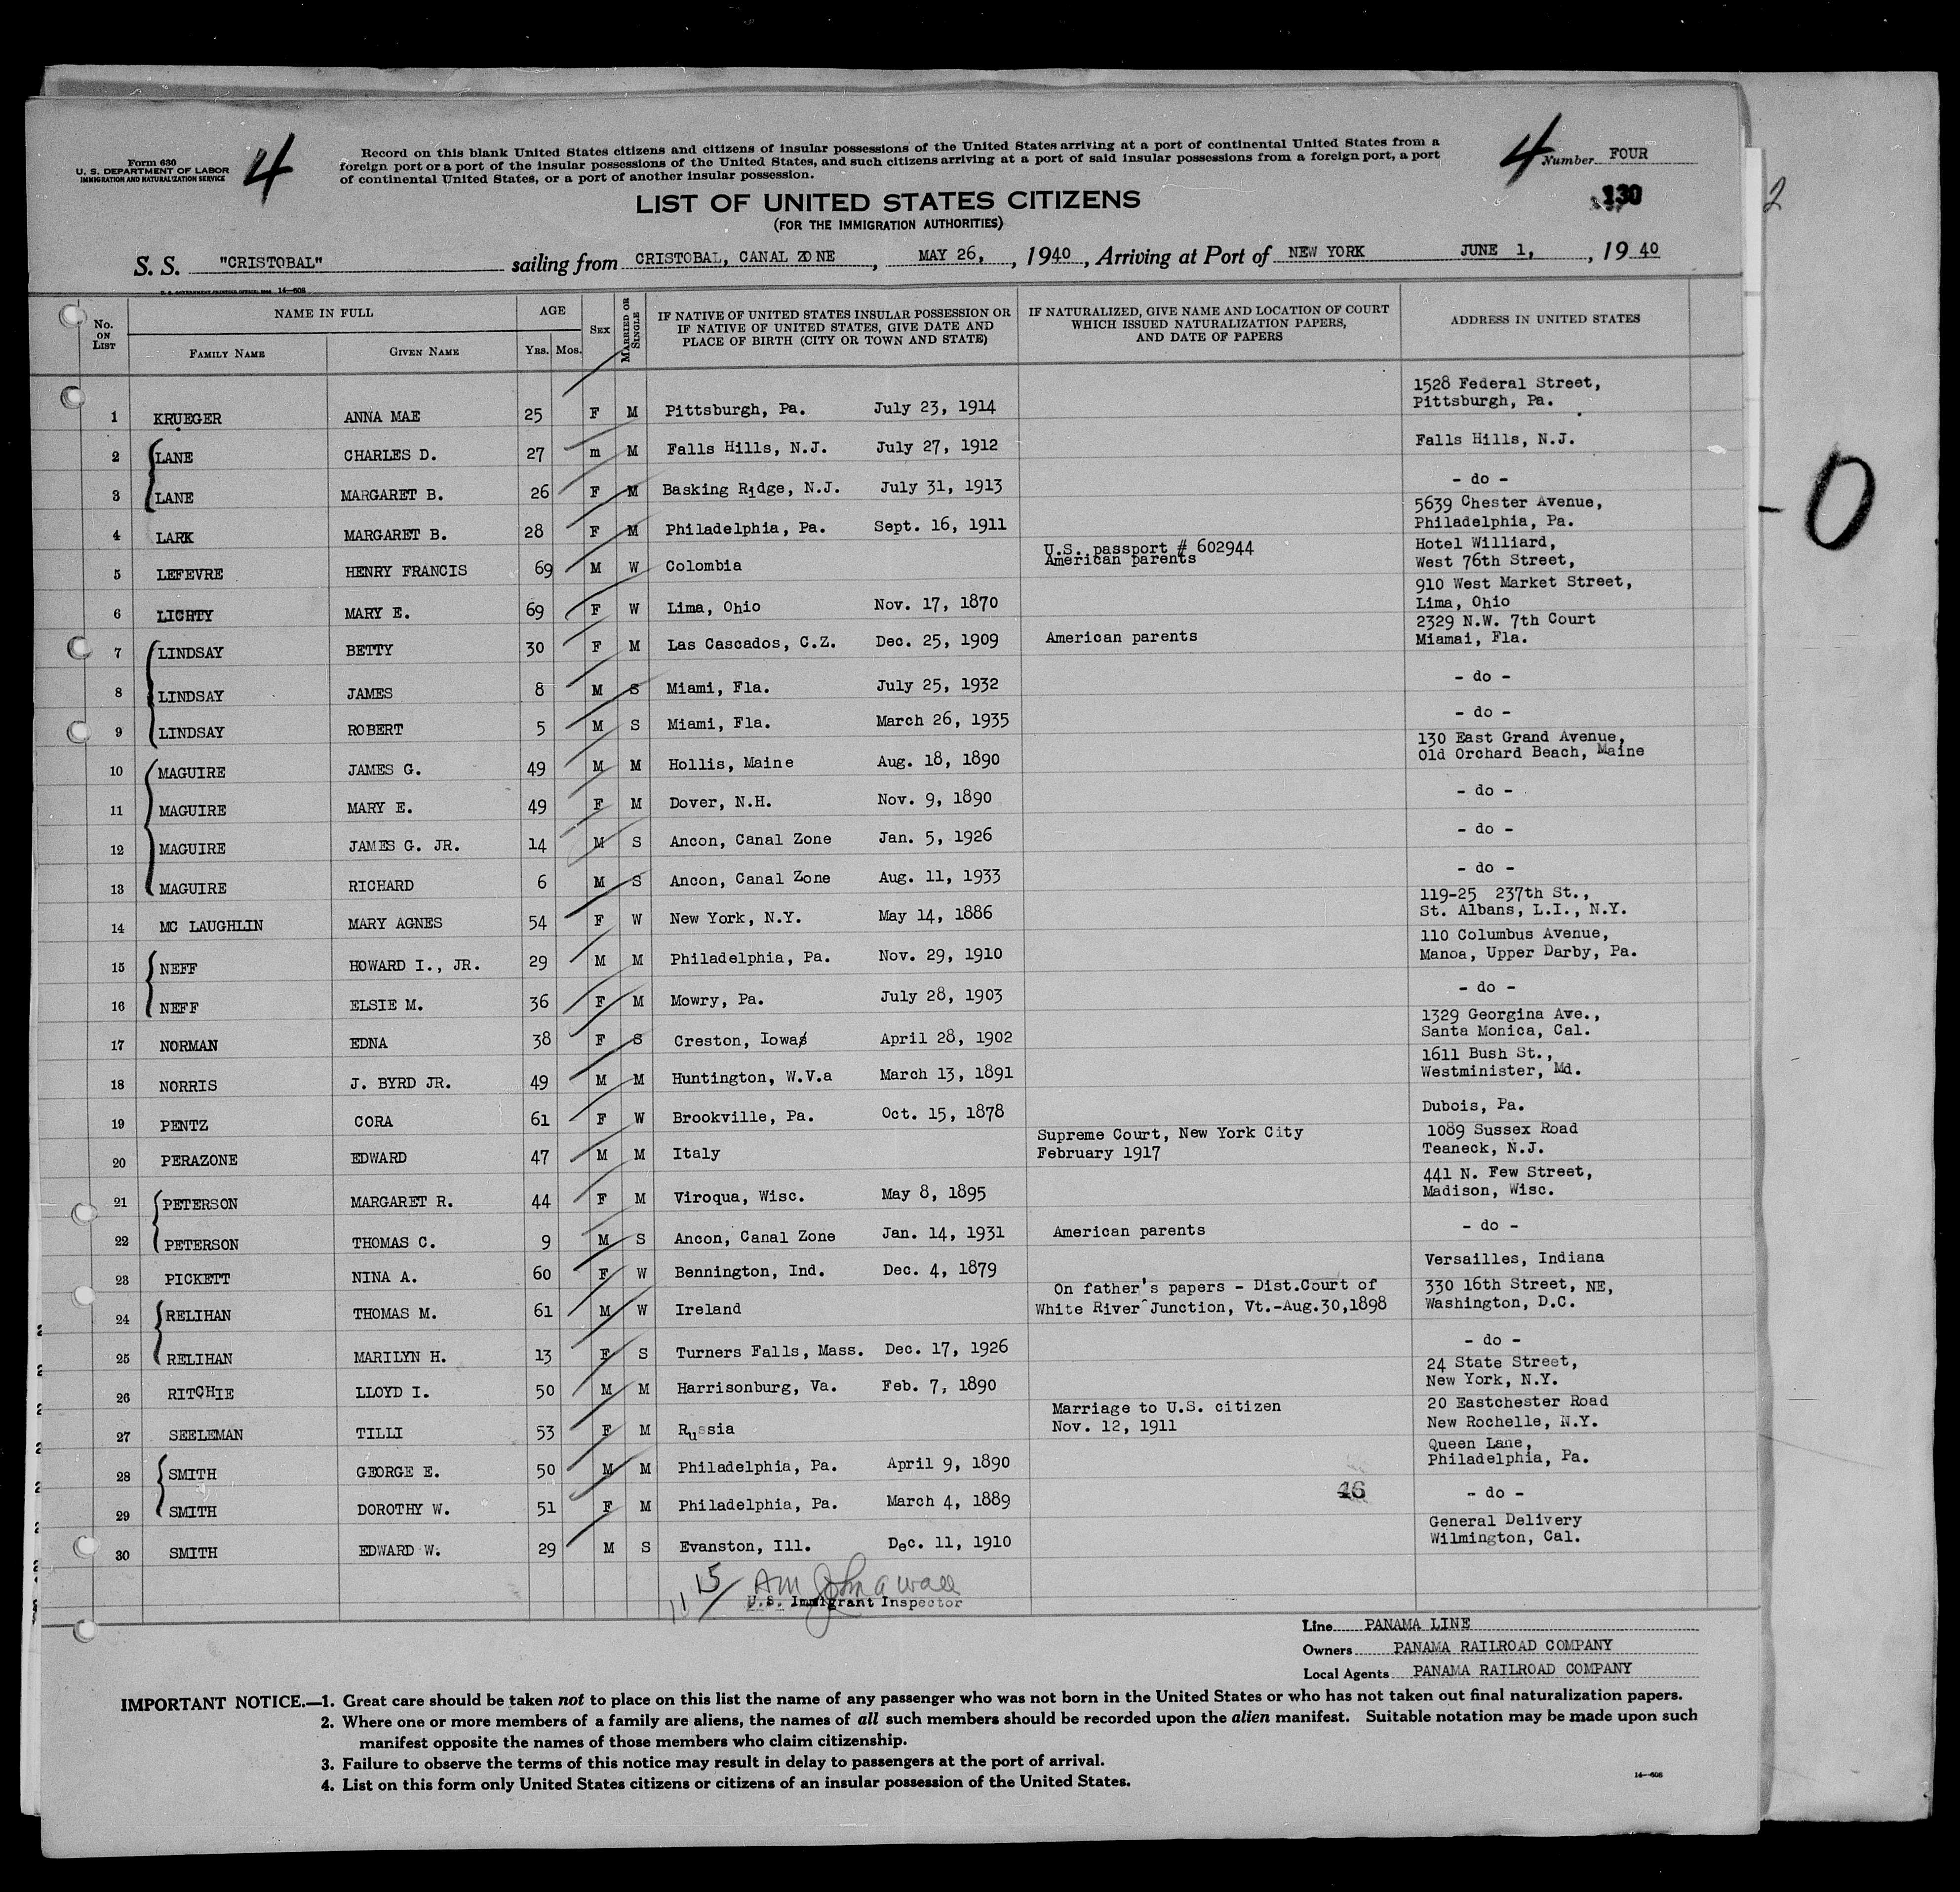 Form 630
U. S. DEPARTMENT OF LABOR
IMMIGRATION AND NATURALIZATION SERVICE
4
Record on this blank United States citizens and citizens of insular possessions of the United States arriving at a port of continental United States from a
foreign port or a port of the insular possessions of the United States, and such citizens arriving at a port of said insular possessions from a foreign port, a port
of continental United States, or a port of another insular possession.
4 Number FOUR
130
2
LIST OF UNITED STATES CITIZENS
(FOR THE IMMIGRATION AUTHORITIES)
S. S. "CRISTOBAL" sailing from CRISTOBAL, CANAL ZONE, MAY 26, , 1940, Arriving at Port of NEW YORK JUNE 1, , 1940
14—608
No. ON LIST
NAME IN FULL
FAMILY NAME
GIVEN NAME
AGE
YRS. MOS.
SEX
MARRIED OR SINGLE
IF NATIVE OF UNITED STATES INSULAR POSSESSION OR
IF NATIVE OF UNITED STATES, GIVE DATE AND
PLACE OF BIRTH (CITY OR TOWN AND STATE)
IF NATURALIZED, GIVE NAME AND LOCATION OF COURT
WHICH ISSUED NATURALIZATION PAPERS,
AND DATE OF PAPERS
ADDRESS IN UNITED STATES
1 KRUEGER ANNA MAE 25 F M Pittsburgh, Pa. July 23, 1914 1528 Federal Street,
Pittsburgh, Pa.
2 LANE CHARLES D. 27 m M Falls Hills, N.J. July 27, 1912 Falls Hills, N.J.
3 LANE MARGARET B. 26 F M Basking Ridge, N.J. July 31, 1913 - do -
4 LARK MARGARET B. 28 F M Philadelphia, Pa. Sept. 16, 1911 5639 Chester Avenue,
Philadelphia, Pa.
5 LEFEVRE HENRY FRANCIS 69 M W Colombia U.S. passport # 602944
American parents
Hotel Williard,
West 76th Street,
6 LICHTY MARY E. 69 F W Lima, Ohio Nov. 17, 1870 910 West Market Street,
Lima, Ohio
7 LINDSAY BETTY 30 F M Las Cascados, C.Z. Dec. 25, 1909 American parents 2329 N.W. 7th Court
Miamai, Fla.
8 LINDSAY JAMES 8 M S Miami, Fla. July 25, 1932 - do -
9 LINDSAY ROBERT 5 M S Miami, Fla. March 26, 1935 - do -
10 MAGUIRE JAMES G. 49 M M Hollis, Maine Aug. 18, 1890 130 East Grand Avenue,
Old Orchard Beach, Maine
11 MAGUIRE MARY E. 49 F M Dover, N.H. Nov. 9, 1890 - do -
12 MAGUIRE JAMES G. JR. 14 M S Ancon, Canal Zone Jan. 5, 1926 - do -
13 MAGUIRE RICHARD 6 M S Ancon, Canal Zone Aug. 11, 1933 - do -
14 MC LAUGHLIN MARY AGNES 54 F W New York, N.Y. May 14, 1886 119-25 237th St.,
St. Albans, L.I., N.Y.
15 NEFF HOWARD I., JR. 29 M M Philadelphia, Pa. Nov. 29, 1910 110 Columbus Avenue,
Manoa, Upper Darby, Pa.
16 NEFF ELSIE M. 36 F M Mowry, Pa. July 28, 1903 - do -
17 NORMAN EDNA 38 F S Creston, Iowa April 28, 1902 1329 Georgina Ave.,
Santa Monica, Cal.
18 NORRIS J. BYRD JR. 49 M M Huntington, W.V.a March 13, 1891 1611 Bush St.,
Westminister, Md.
19 PENTZ CORA 61 F W Brookville, Pa. Oct. 15, 1878 Dubois, Pa.
20 PERAZONE EDWARD 47 M M Italy Supreme Court, New York City
February 1917
1089 Sussex Road
Teaneck, N.J.
21 PETERSON MARGARET R. 44 F M Viroqua, Wisc. May 8, 1895 441 N. Few Street,
Madison, Wisc.
22 PETERSON THOMAS C. 9 M S Ancon, Canal Zone Jan. 14, 1931 American parents - do -
23 PICKETT NINA A. 60 F W Bennington, Ind. Dec. 4, 1879 Versailles, Indiana
24 RELIHAN THOMAS M. 61 M W Ireland On father's papers - Dist.Court of
White River Junction, Vt.-Aug.30,1898
330 16th Street, NE,
Washington, D.C.
25 RELIHAN MARILYN H. 13 F S Turners Falls, Mass. Dec. 17, 1926 - do -
26 RITCHIE LLOYD I. 50 M M Harrisonburg, Va. Feb. 7, 1890 24 State Street,
New York, N.Y.
27 SEELEMAN TILLI 53 F M Russia Marriage to U.S. citizen
Nov. 12, 1911
20 Eastchester Road
New Rochelle, N.Y.
28 SMITH GEORGE E. 50 M M Philadelphia, Pa. April 9, 1890 Queen Lane,
Philadelphia, Pa.
29 SMITH DOROTHY W. 51 F M Philadelphia, Pa. March 4, 1889 46 - do -
30 SMITH EDWARD W. 29 M S Evanston, Ill. Dec. 11, 1910 General Delivery
Wilmington, Cal.
11 15 AM
U.S. Immigrant Inspector
0
Line PANAMA LINE
Owners PANAMA RAILROAD COMPANY
Local Agents PANAMA RAILROAD COMPANY
IMPORTANT NOTICE.—1. Great care should be taken not to place on this list the name of any passenger who was not born in the United States or who has not taken out final naturalization papers.
2. Where one or more members of a family are aliens, the names of all such members should be recorded upon the alien manifest. Suitable notation may be made upon such
manifest opposite the names of those members who claim citizenship.
3. Failure to observe the terms of this notice may result in delay to passengers at the port of arrival.
4. List on this form only United States citizens or citizens of an insular possession of the United States.
14—608